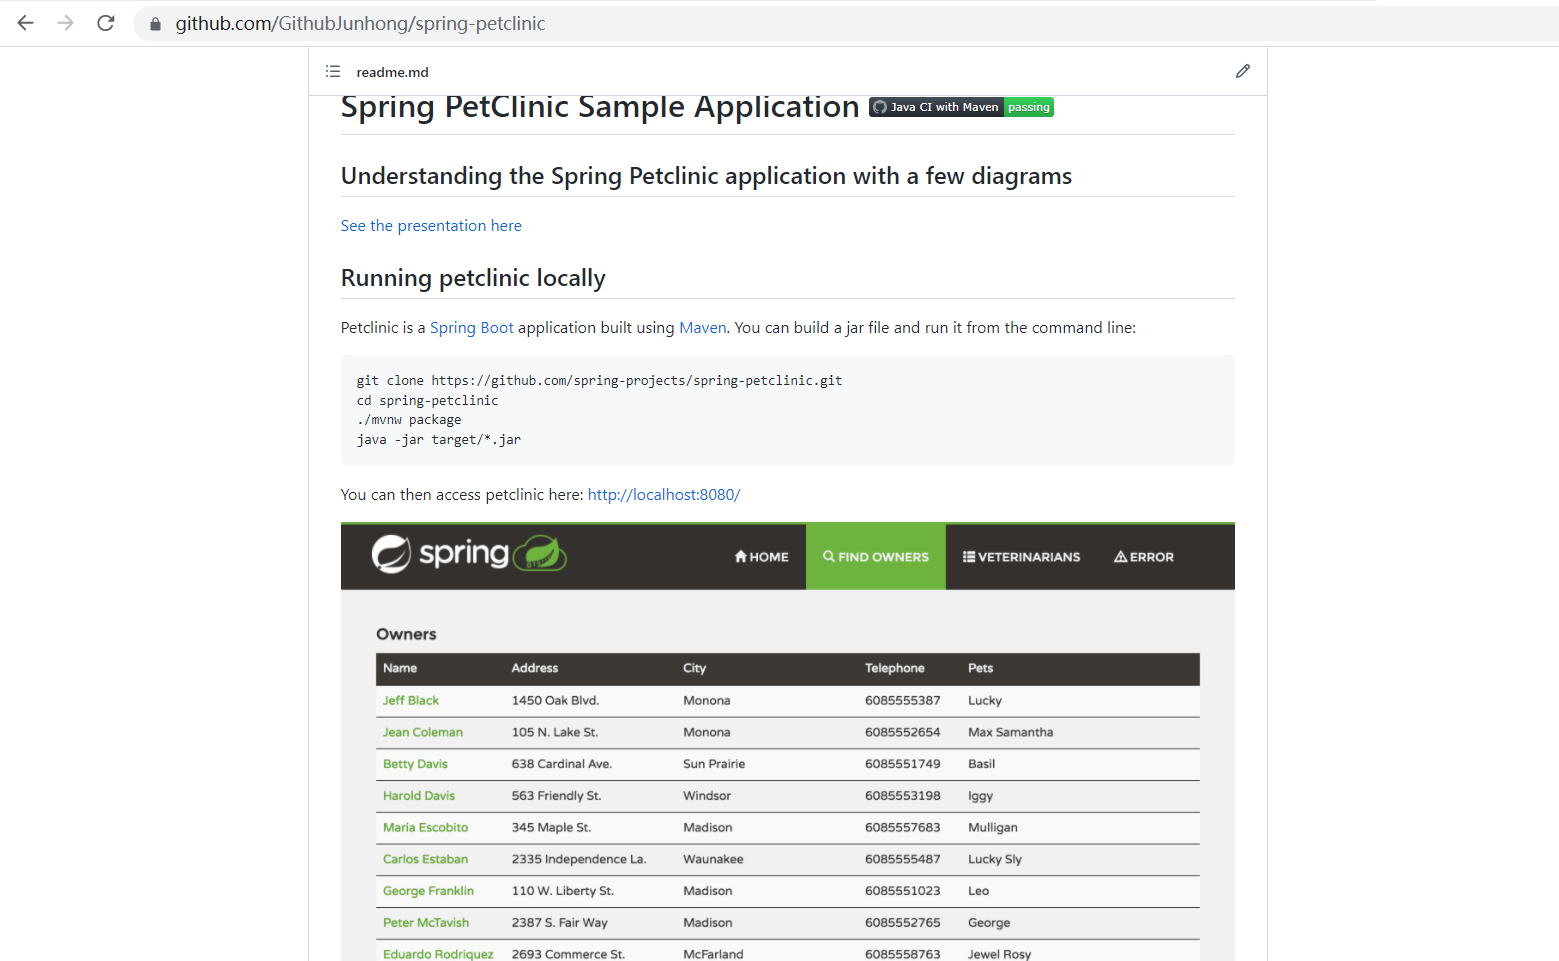 github.com/GithubJunhong/spring-petclinic
readme.md
Spring PetClinic Sample Application Java CI with Maven passing
Understanding the Spring Petclinic application with a few diagrams
See the presentation here
Running petclinic locally
Petclinic is a Spring Boot application built using Maven. You can build a jar file and run it from the command line:
git clone https://github.com/spring-projects/spring-petclinic.git
cd spring-petclinic
./mvnw package
java -jar target/*.jar
You can then access petclinic here: http://localhost:8080/
spring HOME FIND OWNERS VETERINARIANS ERROR
Owners
Name Address City Telephone Pets
Jeff Black 1450 Oak Blvd. Monona 6085555387 Lucky
Jean Coleman 105 N. Lake St. Monona 6085552654 Max Samantha
Betty Davis 638 Cardinal Ave. Sun Prairie 6085551749 Basil
Harold Davis 563 Friendly St. Windsor 6085553198 Iggy
Maria Escobito 345 Maple St. Madison 6085557683 Mulligan
Carlos Estaban 2335 Independence La. Waunakee 6085555487 Lucky Sly
George Franklin 110 W. Liberty St. Madison 6085551023 Leo
Peter McTavish 2387 S. Fair Way Madison 6085552765 George
Eduardo Rodriquez 2693 Commerce St. McFarland 6085558763 Jewel Rosy